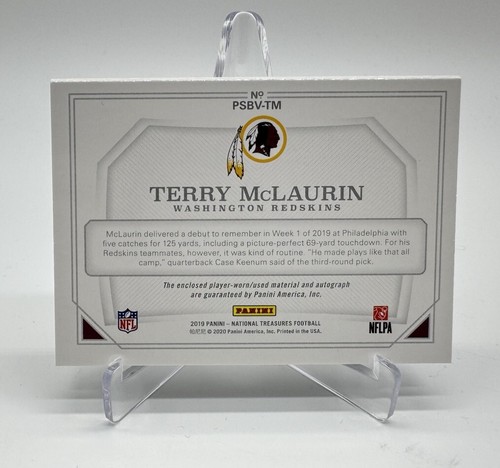 Nº
PSBV-TM
TERRY McLAURIN
WASHINGTON REDSKINS
McLaurin delivered a debut to remember in Week 1 of 2019 at Philadelphia with
five catches for 125 yards, including a picture-perfect 69-yard touchdown. For his
Redskins teammates, however, it was kind of routine. "He made plays like that all
camp," quarterback Case Keenum said of the third-round pick.
The enclosed player-worn/used material and autograph
are guaranteed by Panini America, Inc.
NFL
PANINI
NFLPA
2019 PANINI – NATIONAL TREASURES FOOTBALL
帕尼尼 © 2020 Panini America, Inc. Printed in the USA.